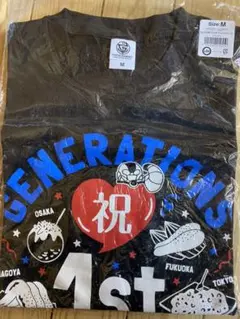 Size M
M
GENERATIONS
祝
OSAKA
FUKUOKA
NAGOYA
TOKYO
1st